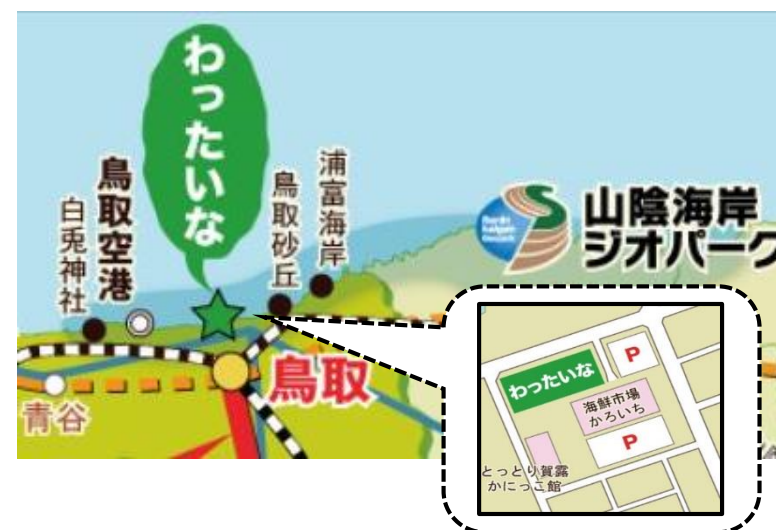 わったいな
浦富海岸
鳥取砂丘
鳥取空港
白兎神社
山陰海岸
ジオパーク
鳥取
青谷
わったいな
P
海鮮市場
かろいち
P
とっとり賀露
かにっこ館